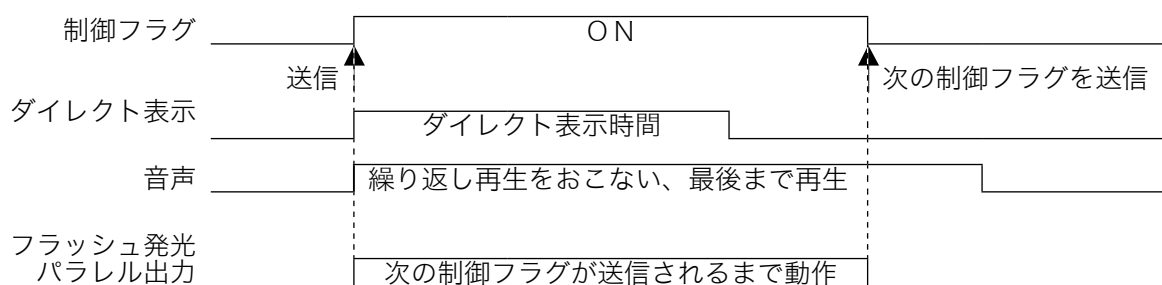 制御フラグ
ＯＮ
送信
次の制御フラグを送信
ダイレクト表示
ダイレクト表示時間
音声
繰り返し再生をおこない、最後まで再生
フラッシュ発光
パラレル出力
次の制御フラグが送信されるまで動作